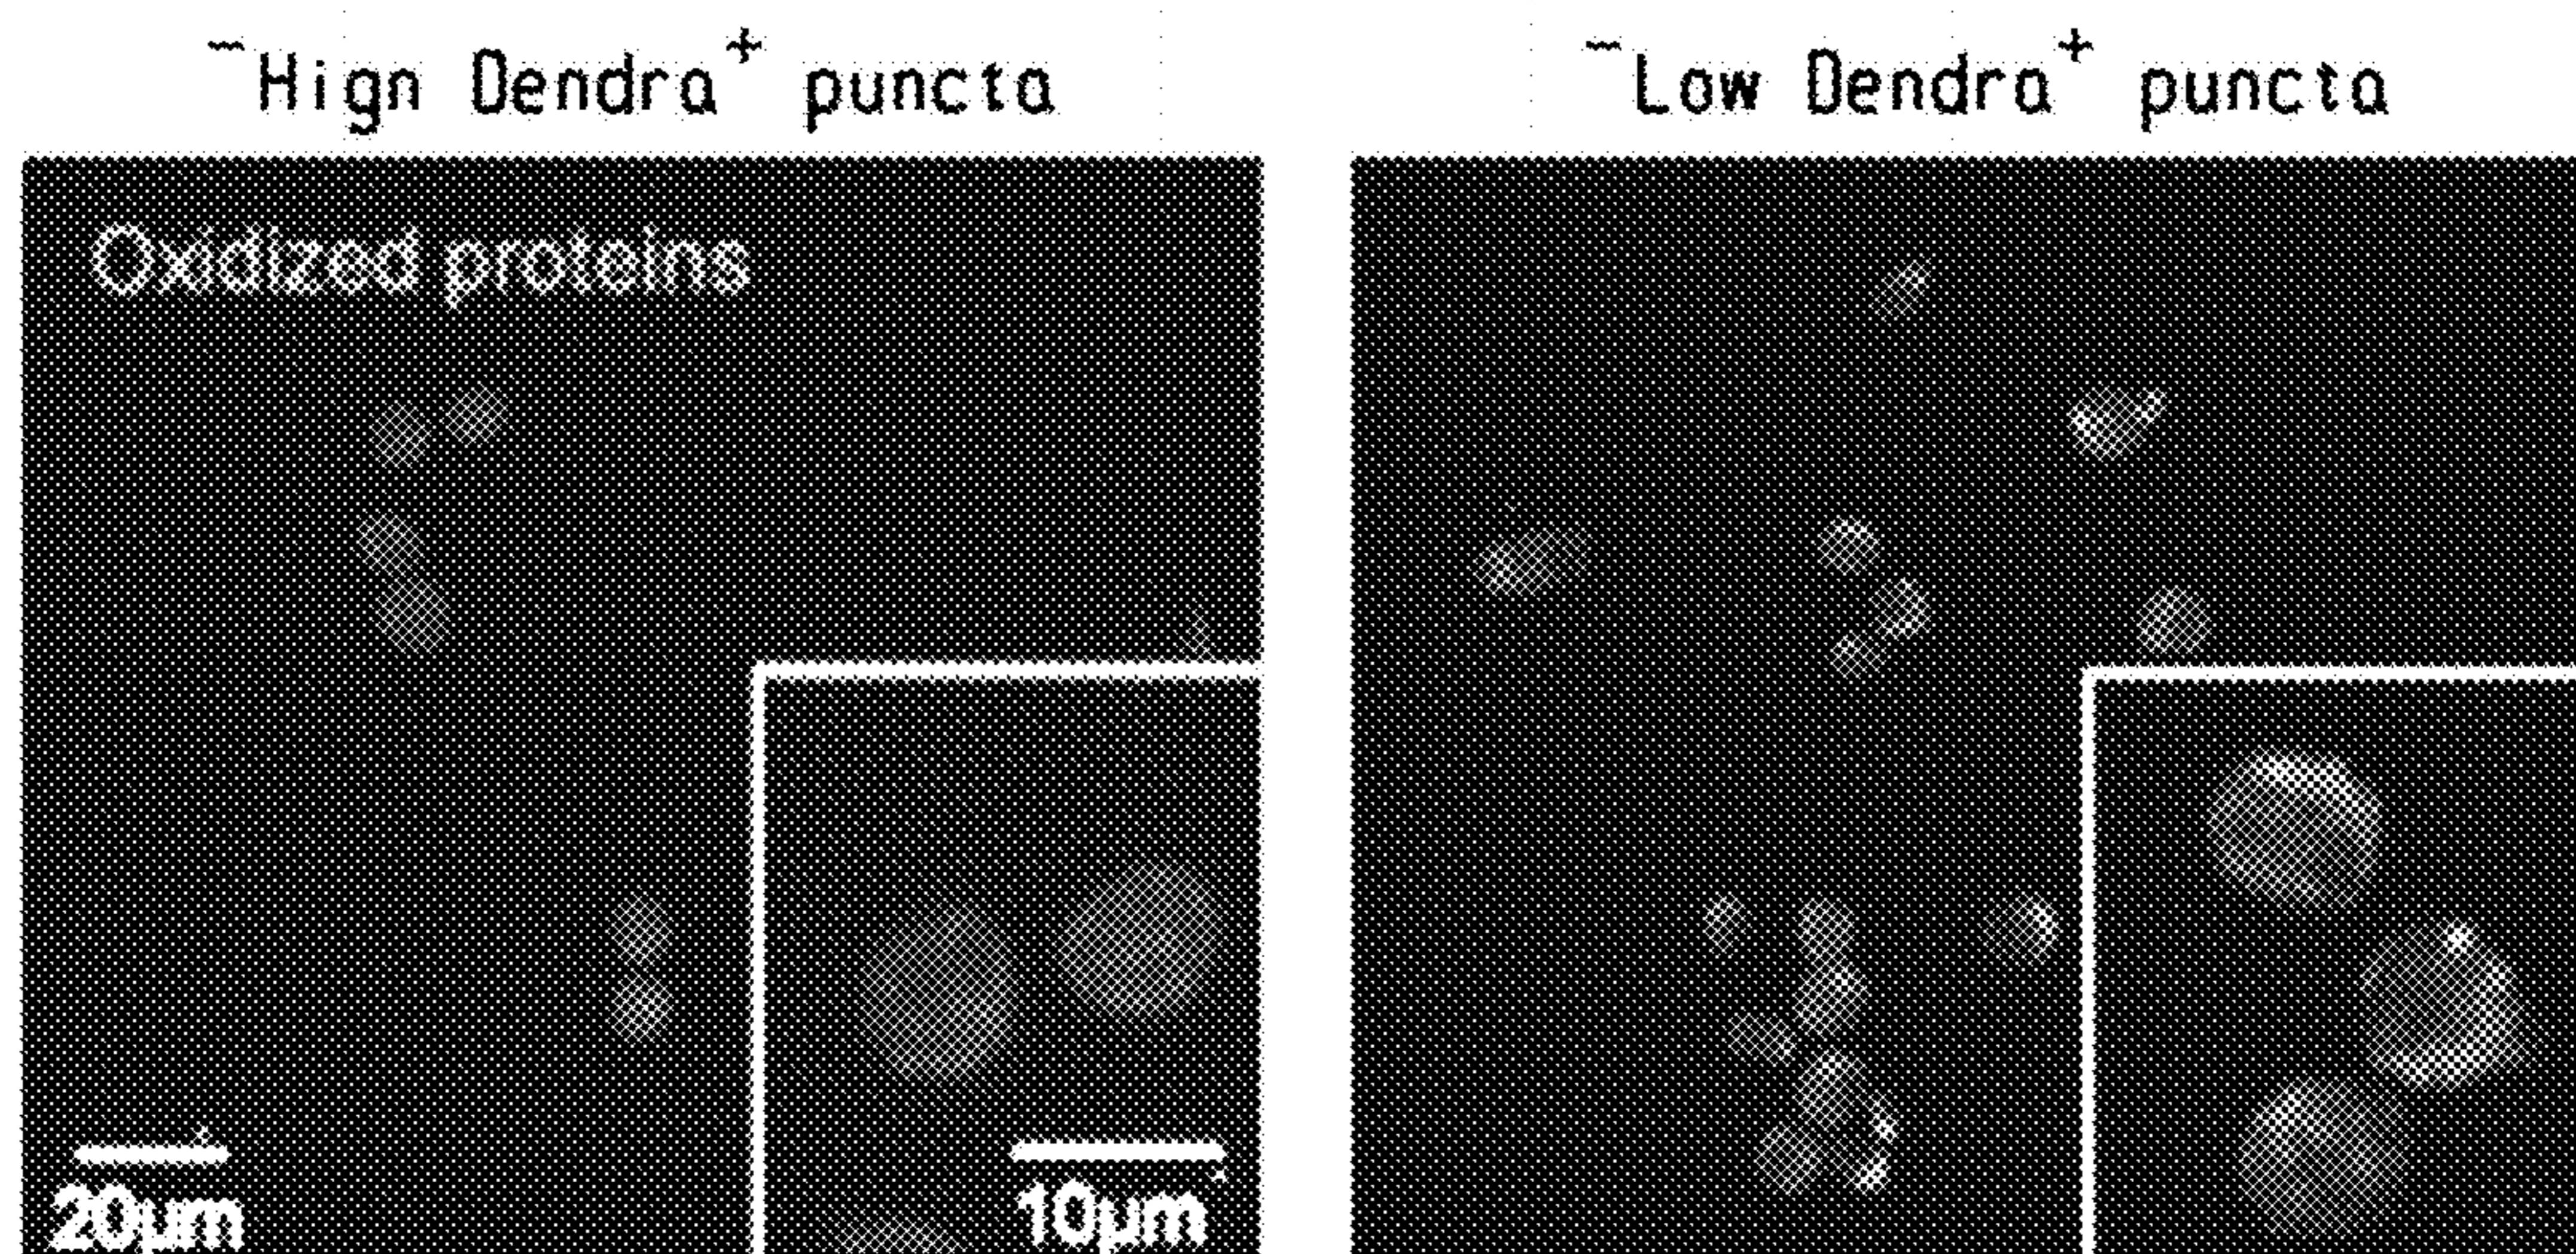 ~Hign Dendra⁺ puncta
~Low Dendra⁺ puncta
Oxidized proteins
20µm
10µm